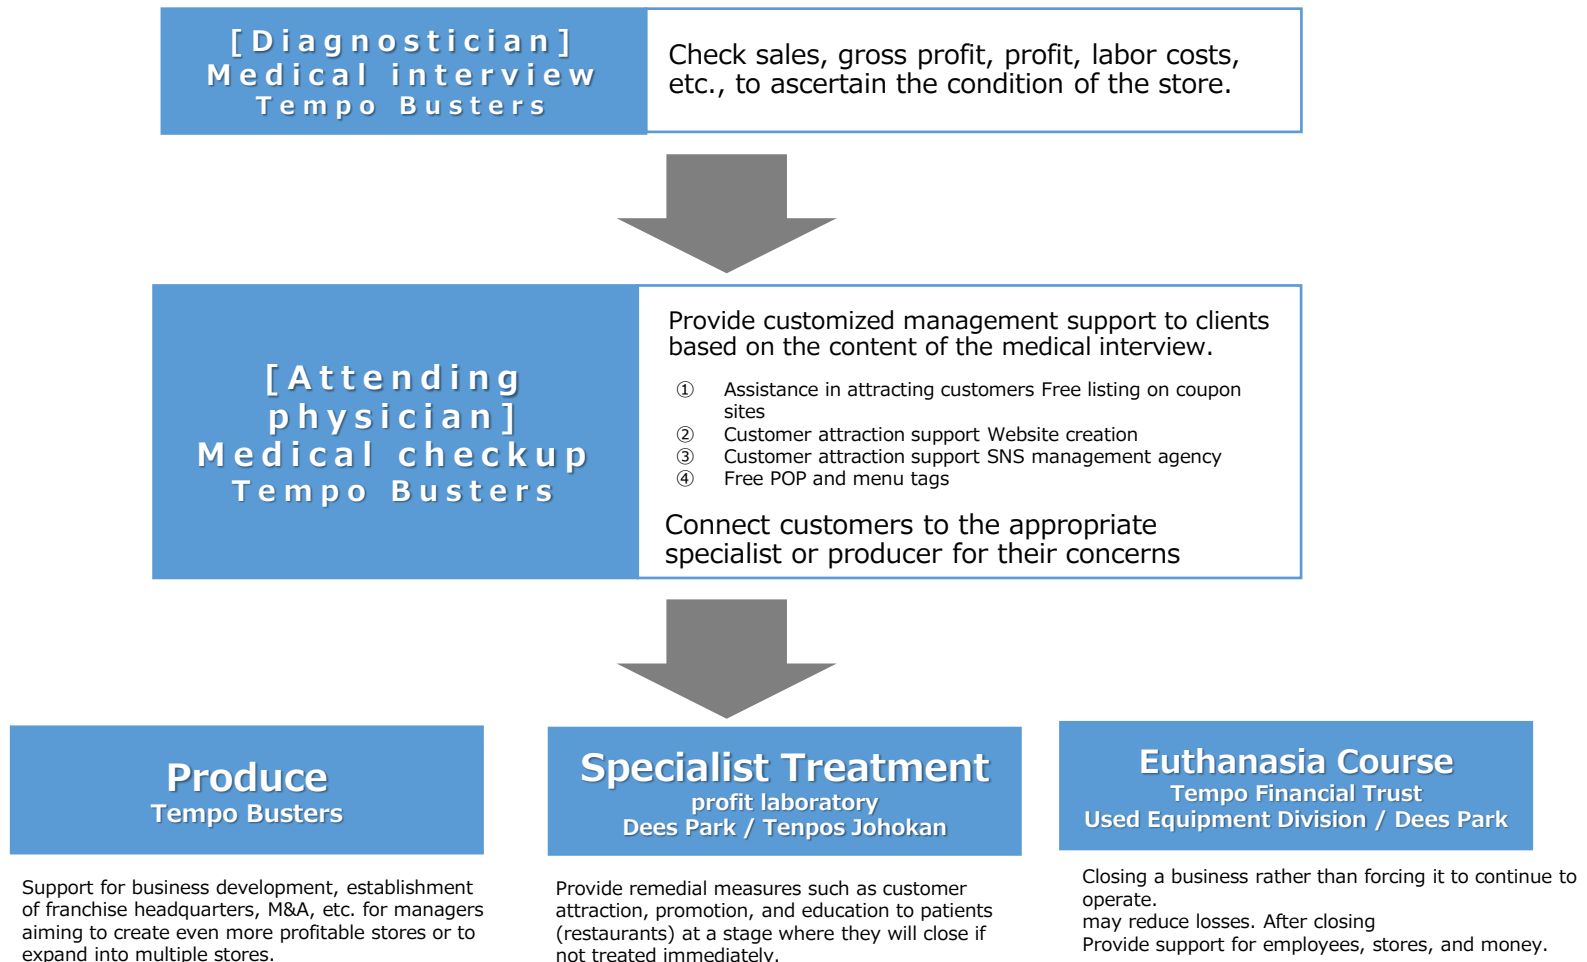 [Diagnostician]
Medical interview
Tempo Busters
Check sales, gross profit, profit, labor costs,
etc., to ascertain the condition of the store.
[Attending
physician]
Medical checkup
Tempo Busters
Provide customized management support to clients
based on the content of the medical interview.
① Assistance in attracting customers Free listing on coupon
sites
② Customer attraction support Website creation
③ Customer attraction support SNS management agency
④ Free POP and menu tags
Connect customers to the appropriate
specialist or producer for their concerns
Produce
Tempo Busters
Support for business development, establishment
of franchise headquarters, M&A, etc. for managers
aiming to create even more profitable stores or to
expand into multiple stores.
Specialist Treatment
profit laboratory
Dees Park / Tenpos Johokan
Provide remedial measures such as customer
attraction, promotion, and education to patients
(restaurants) at a stage where they will close if
not treated immediately.
Euthanasia Course
Tempo Financial Trust
Used Equipment Division / Dees Park
Closing a business rather than forcing it to continue to
operate.
may reduce losses. After closing
Provide support for employees, stores, and money.